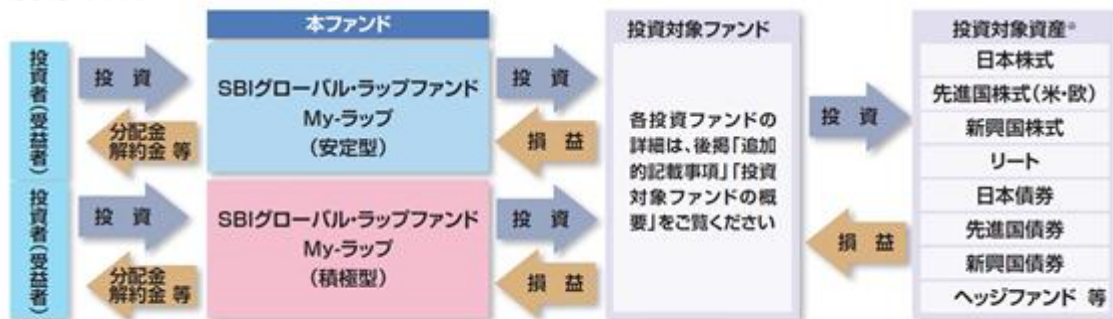 本ファンド
投資者(受益者)
投 資
分配金
解約金 等
SBIグローバル・ラップファンド
My-ラップ
(安定型)
投 資
損 益
投資者(受益者)
投 資
分配金
解約金 等
SBIグローバル・ラップファンド
My-ラップ
(積極型)
投 資
損 益
投資対象ファンド
各投資ファンドの
詳細は、後掲「追加
的記載事項」「投資
対象ファンドの概
要」をご覧ください
投 資
損 益
投資対象資産※
日本株式
先進国株式(米・欧)
新興国株式
リート
日本債券
先進国債券
新興国債券
ヘッジファンド 等